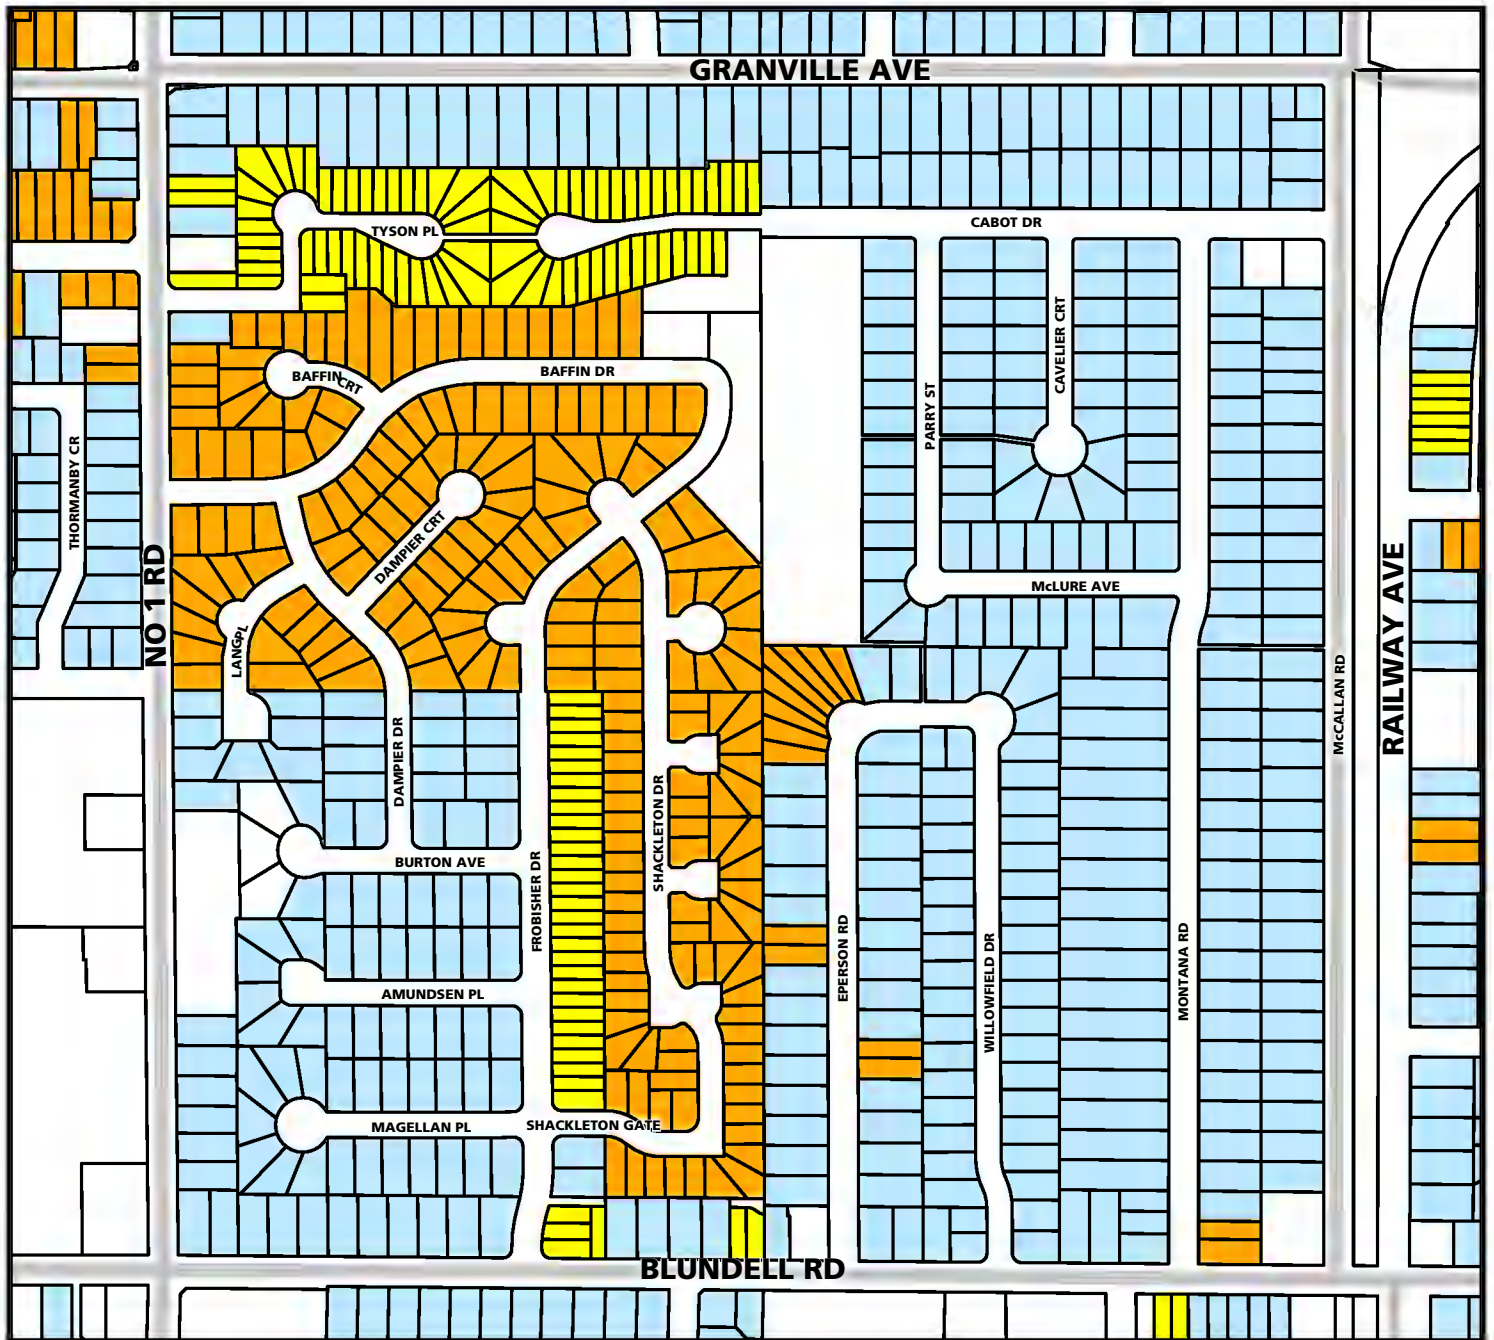 GRANVILLE AVE
CABOT DR
TYSON PL
CAVELIER CRT
BAFFIN CRT
BAFFIN DR
PARRY ST
THORMANBY CR
DAMPIER CRT
NO 1 RD
McLURE AVE
RAILWAY AVE
LANG PL
McCALLAN RD
DAMPIER DR
SHACKLETON DR
BURTON AVE
FROBISHER DR
EPERSON RD
WILLOWFIELD DR
MONTANA RD
AMUNDSEN PL
MAGELLAN PL
SHACKLETON GATE
BLUNDELL RD